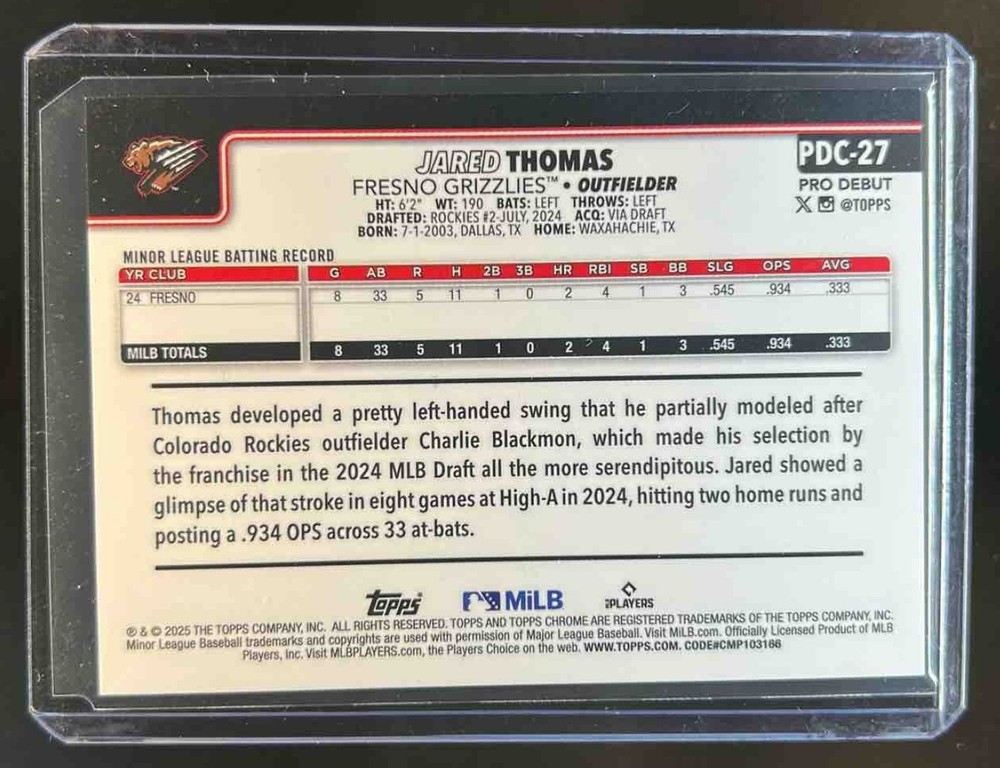 JARED THOMAS
PDC-27
FRESNO GRIZZLIES™ • OUTFIELDER
PRO DEBUT
HT: 6'2" WT: 190 BATS: LEFT THROWS: LEFT
@TOPPS
DRAFTED: ROCKIES #2-JULY, 2024 ACQ: VIA DRAFT
BORN: 7-1-2003, DALLAS, TX HOME: WAXAHACHIE, TX
MINOR LEAGUE BATTING RECORD
YR CLUB G AB R H 2B 3B HR RBI SB BB SLG OPS AVG
24 FRESNO 8 33 5 11 1 0 2 4 1 3 .545 .934 .333
MILB TOTALS 8 33 5 11 1 0 2 4 1 3 .545 .934 .333
Thomas developed a pretty left-handed swing that he partially modeled after
Colorado Rockies outfielder Charlie Blackmon, which made his selection by
the franchise in the 2024 MLB Draft all the more serendipitous. Jared showed a
glimpse of that stroke in eight games at High-A in 2024, hitting two home runs and
posting a .934 OPS across 33 at-bats.
Topps MiLB PLAYERS
® & © 2025 THE TOPPS COMPANY, INC. ALL RIGHTS RESERVED. TOPPS AND TOPPS CHROME ARE REGISTERED TRADEMARKS OF THE TOPPS COMPANY, INC.
Minor League Baseball trademarks and copyrights are used with permission of Major League Baseball. Visit MiLB.com. Officially Licensed Product of MLB
Players, Inc. Visit MLBPLAYERS.com, the Players Choice on the web. WWW.TOPPS.COM. CODE#CMP103166